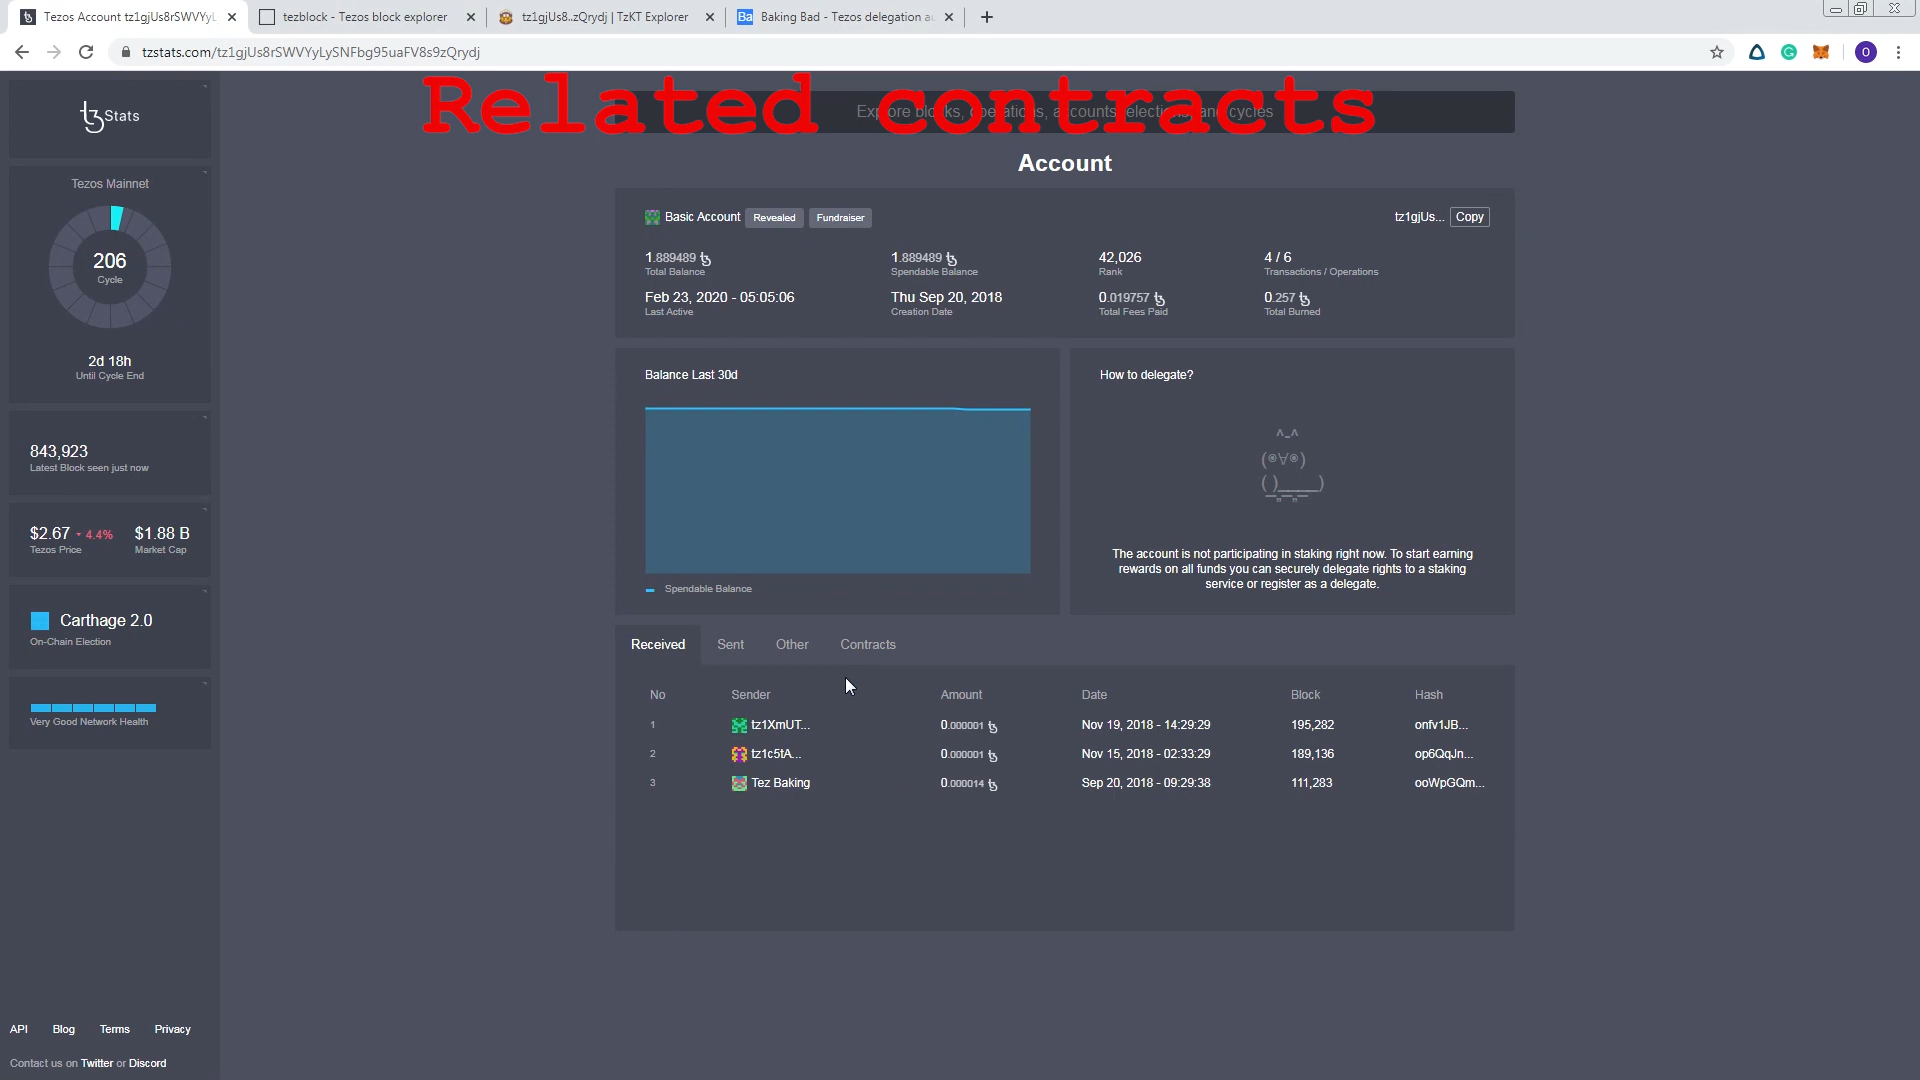 Tezos Account tz1gjUs8rSWVYyL
tezblock - Tezos block explorer
tz1gjUs8..zQrydj | TzKT Explorer
Ba
Baking Bad - Tezos delegation au
tzstats.com/tz1gjUs8rSWVYyLySNFbg95uaFV8s9zQrydj
O
Related contracts
Explore blocks, operations, accounts, elections, and cycles
Stats
Tezos Mainnet
206
Cycle
2d 18h
Until Cycle End
843,923
Latest Block seen just now
$2.67 4.4% $1.88 B
Tezos Price Market Cap
Carthage 2.0
On-Chain Election
Very Good Network Health
API Blog Terms Privacy
Contact us on Twitter or Discord
Account
Basic Account Revealed Fundraiser
tz1gjUs... Copy
1.889489 ꜩ 1.889489 ꜩ 42,026 4 / 6
Total Balance Spendable Balance Rank Transactions / Operations
Feb 23, 2020 - 05:05:06 Thu Sep 20, 2018 0.019757 ꜩ 0.257 ꜩ
Last Active Creation Date Total Fees Paid Total Burned
Balance Last 30d
Spendable Balance
How to delegate?
^-^
(◉∀◉)
( )_____)
The account is not participating in staking right now. To start earning
rewards on all funds you can securely delegate rights to a staking
service or register as a delegate.
Received Sent Other Contracts
No Sender Amount Date Block Hash
1 tz1XmUT... 0.000001 ꜩ Nov 19, 2018 - 14:29:29 195,282 onfv1JB...
2 tz1c5tA... 0.000001 ꜩ Nov 15, 2018 - 02:33:29 189,136 op6QqJn...
3 Tez Baking 0.000014 ꜩ Sep 20, 2018 - 09:29:38 111,283 ooWpGQm...